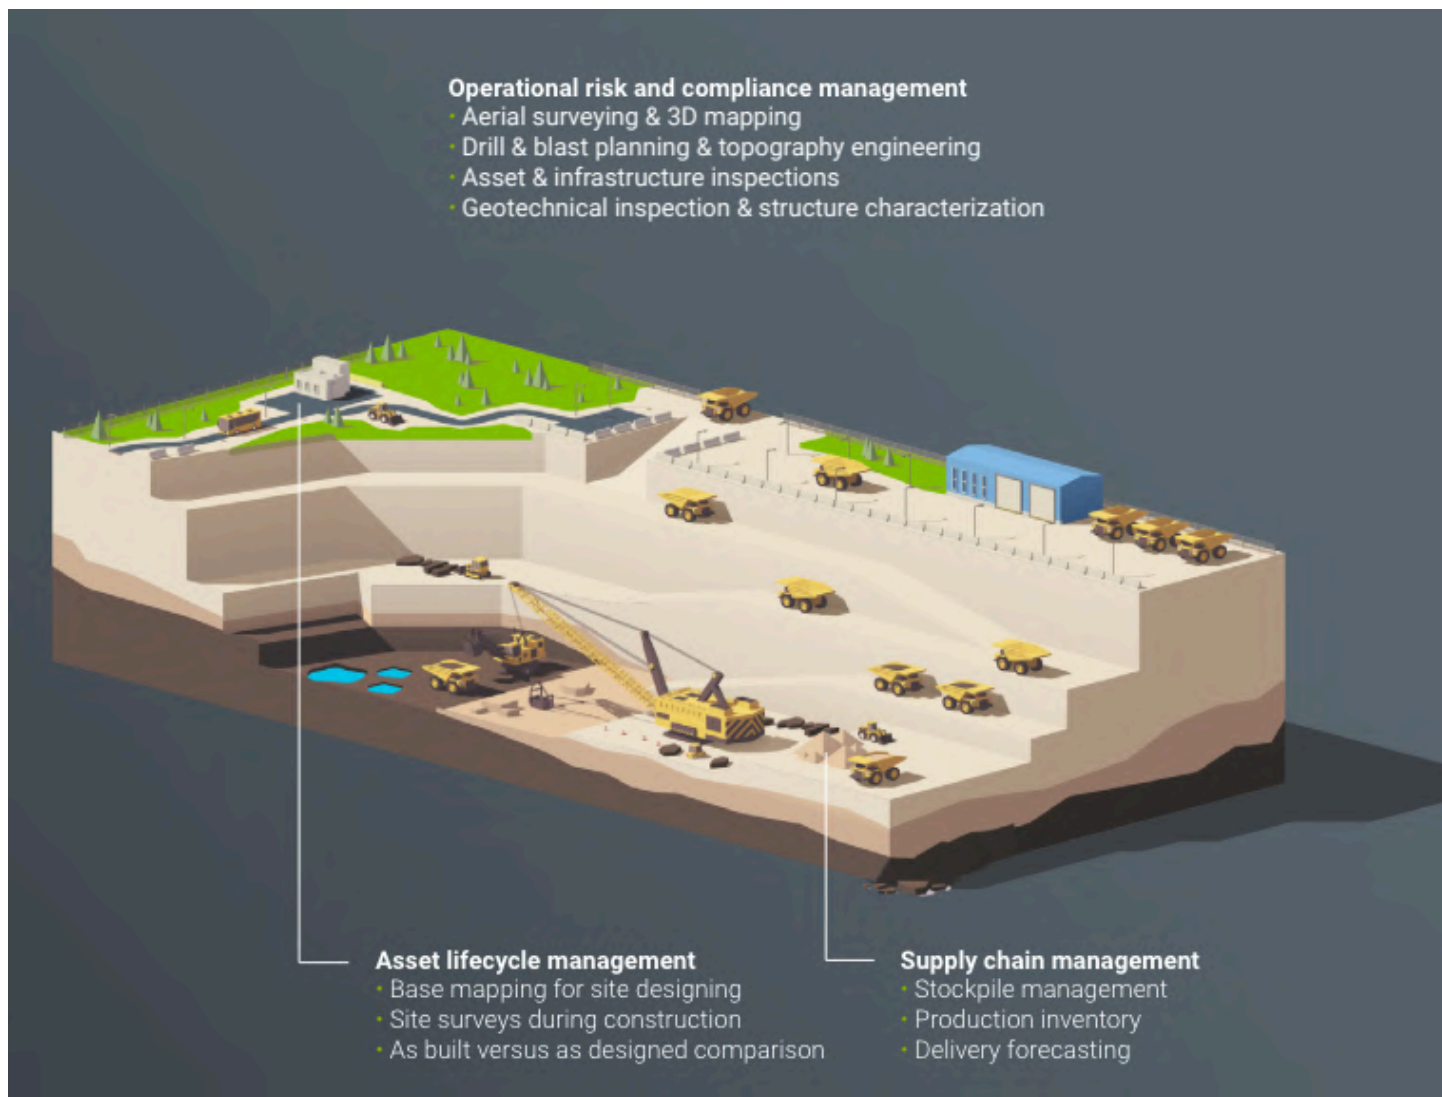 Operational risk and compliance management
• Aerial surveying & 3D mapping
• Drill & blast planning & topography engineering
• Asset & infrastructure inspections
• Geotechnical inspection & structure characterization
Asset lifecycle management
• Base mapping for site designing
• Site surveys during construction
• As built versus as designed comparison
Supply chain management
• Stockpile management
• Production inventory
• Delivery forecasting